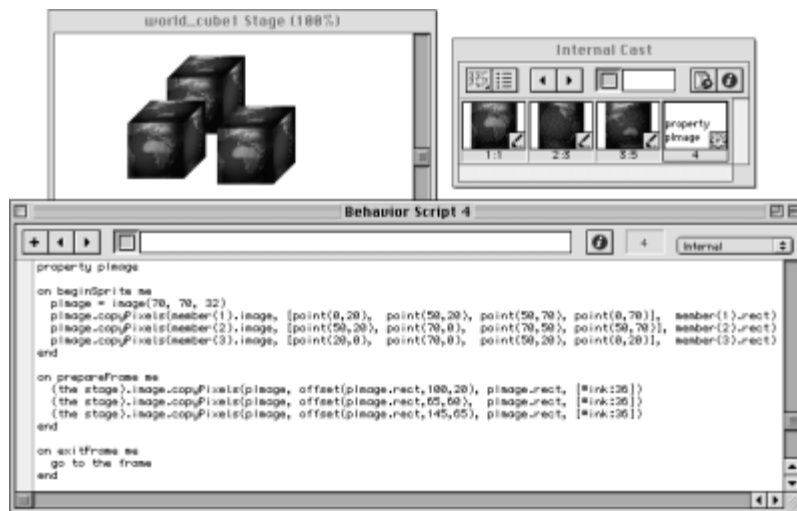 world_cube1 Stage (100%)
Internal Cast
property
pImage
1:1
2:3
3:5
4
Behavior Script 4
4
Internal
property pImage
on beginSprite me
pImage = image(70, 70, 32)
pImage.copyPixels(member(1).image, [point(0,20), point(50,20), point(50,70), point(0,70)], member(1).rect)
pImage.copyPixels(member(2).image, [point(50,20), point(70,0), point(70,50), point(50,70)], member(2).rect)
pImage.copyPixels(member(3).image, [point(20,0), point(70,0), point(50,20), point(0,20)], member(3).rect)
end
on prepareFrame me
(the stage).image.copyPixels(pImage, offset(pImage.rect,100,20), pImage.rect, [#ink:36])
(the stage).image.copyPixels(pImage, offset(pImage.rect,65,60), pImage.rect, [#ink:36])
(the stage).image.copyPixels(pImage, offset(pImage.rect,145,65), pImage.rect, [#ink:36])
end
on exitFrame me
go to the frame
end